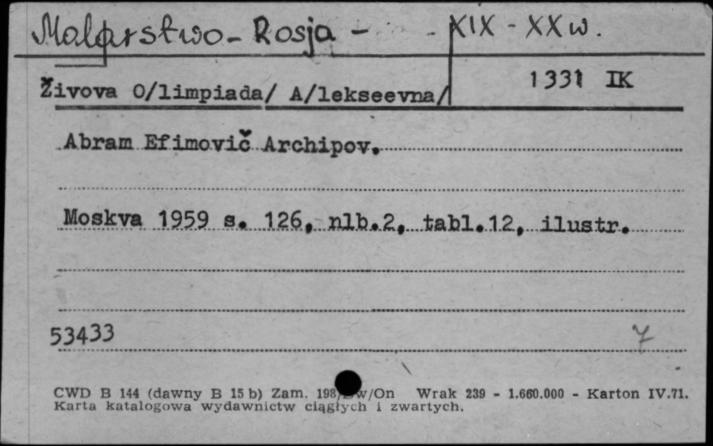 Malarstwo - Rosja - XIX - XX w.
Živova O/limpiada/ A/lekseevna/ 1331 IK
Abram Efimovič Archipov.
Moskva 1959 s. 126, nlb.2, tabl.12, ilustr.
53433 7
CWD B 144 (dawny B 15 b) Zam. 198/ w/On Wrak 239 - 1.660.000 - Karton IV.71.
Karta katalogowa wydawnictw ciągłych i zwartych.